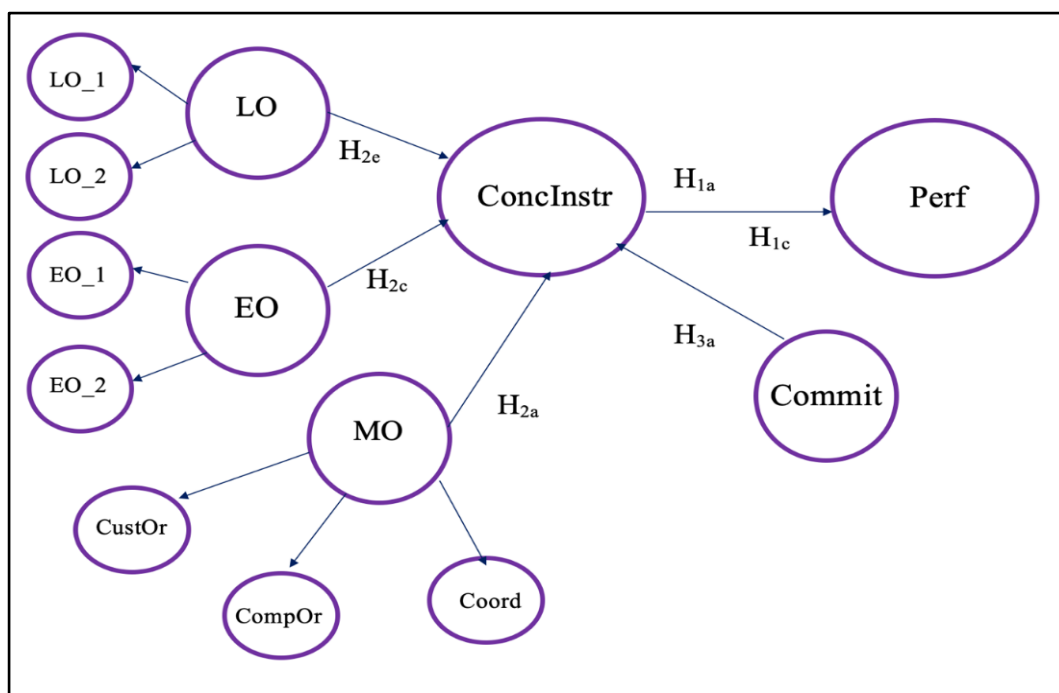 LO_1
LO
LO_2
H2e
ConcInstr
H1a
Perf
H1c
EO_1
EO
H2c
EO_2
H3a
Commit
MO
H2a
CustOr
CompOr
Coord